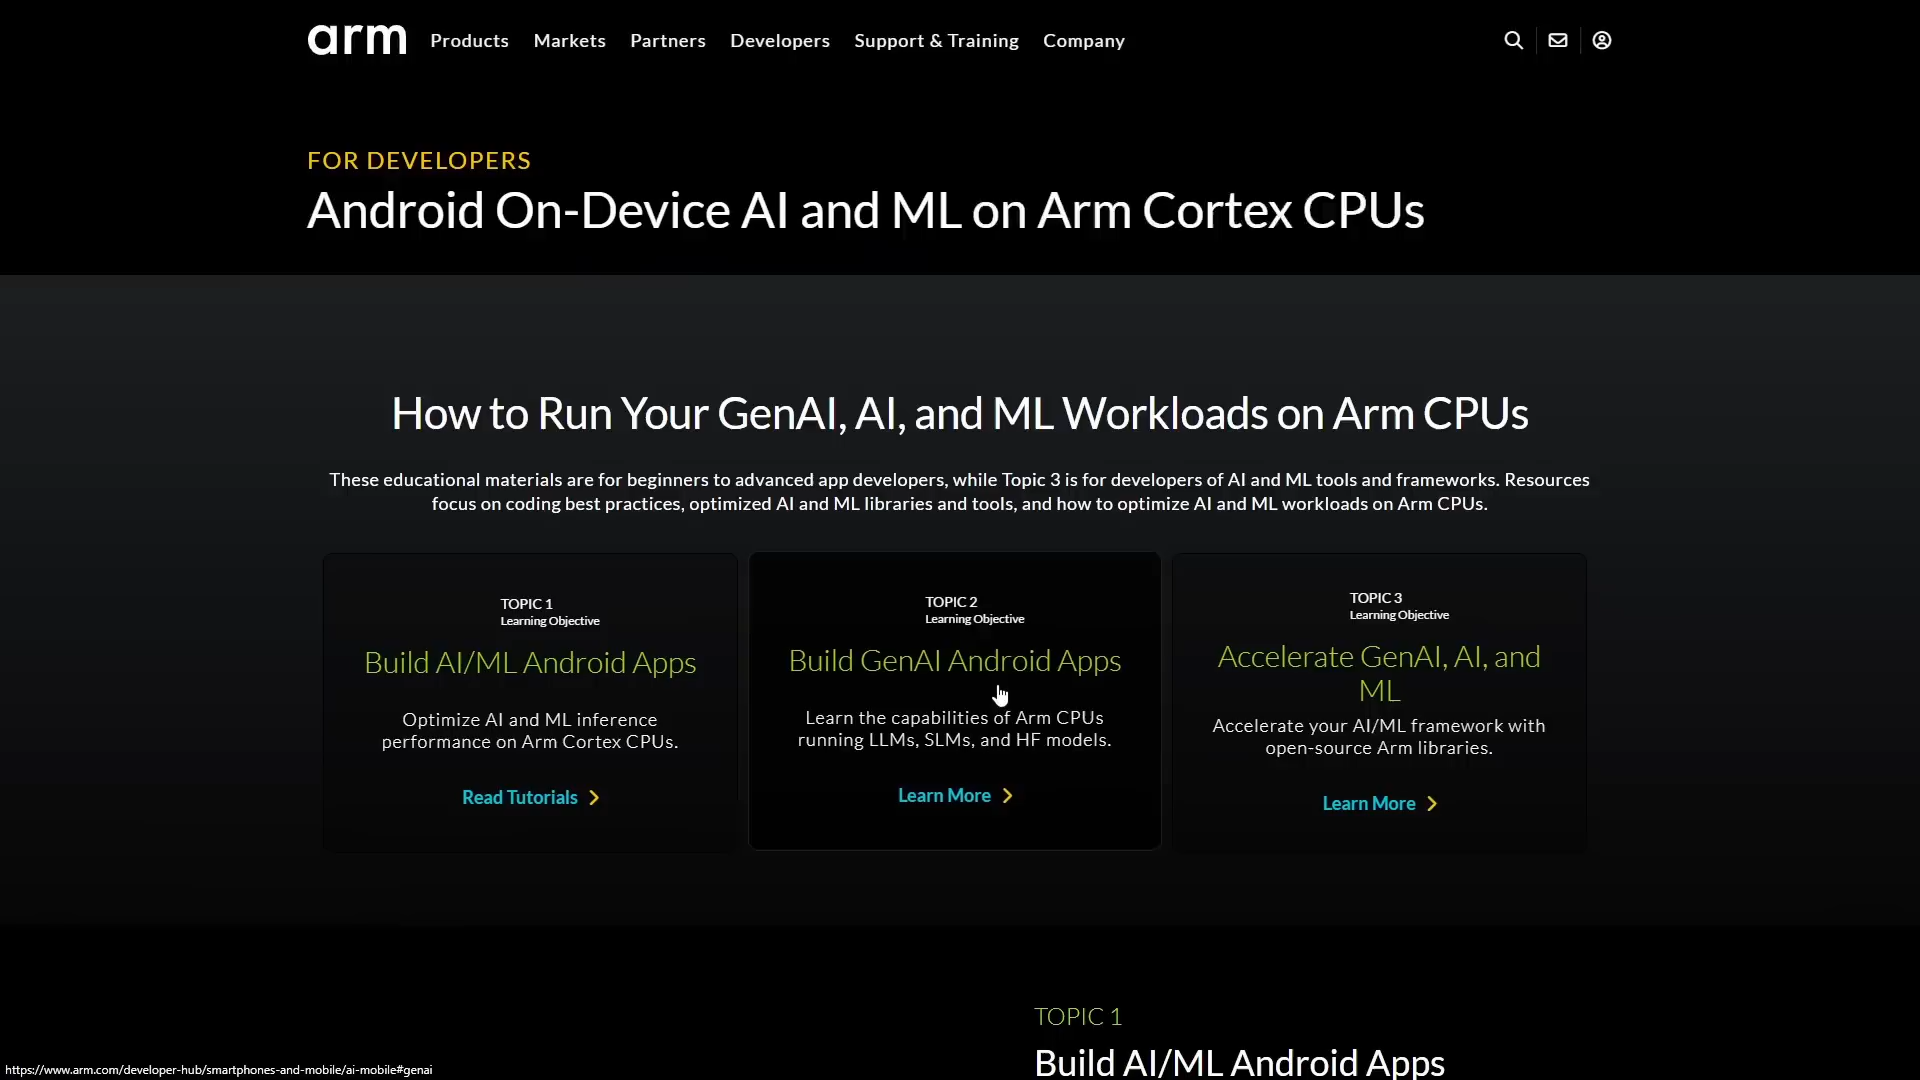 arm
Products
Markets
Partners
Developers
Support & Training
Company
FOR DEVELOPERS
Android On-Device AI and ML on Arm Cortex CPUs
How to Run Your GenAI, AI, and ML Workloads on Arm CPUs
These educational materials are for beginners to advanced app developers, while Topic 3 is for developers of AI and ML tools and frameworks. Resources
focus on coding best practices, optimized AI and ML libraries and tools, and how to optimize AI and ML workloads on Arm CPUs.
TOPIC 1
Learning Objective
Build AI/ML Android Apps
Optimize AI and ML inference
performance on Arm Cortex CPUs.
Read Tutorials
TOPIC 2
Learning Objective
Build GenAI Android Apps
Learn the capabilities of Arm CPUs
running LLMs, SLMs, and HF models.
Learn More
TOPIC 3
Learning Objective
Accelerate GenAI, AI, and
ML
Accelerate your AI/ML framework with
open-source Arm libraries.
Learn More
TOPIC 1
Build AI/ML Android Apps
https://www.arm.com/developer-hub/smartphones-and-mobile/ai-mobile#genai